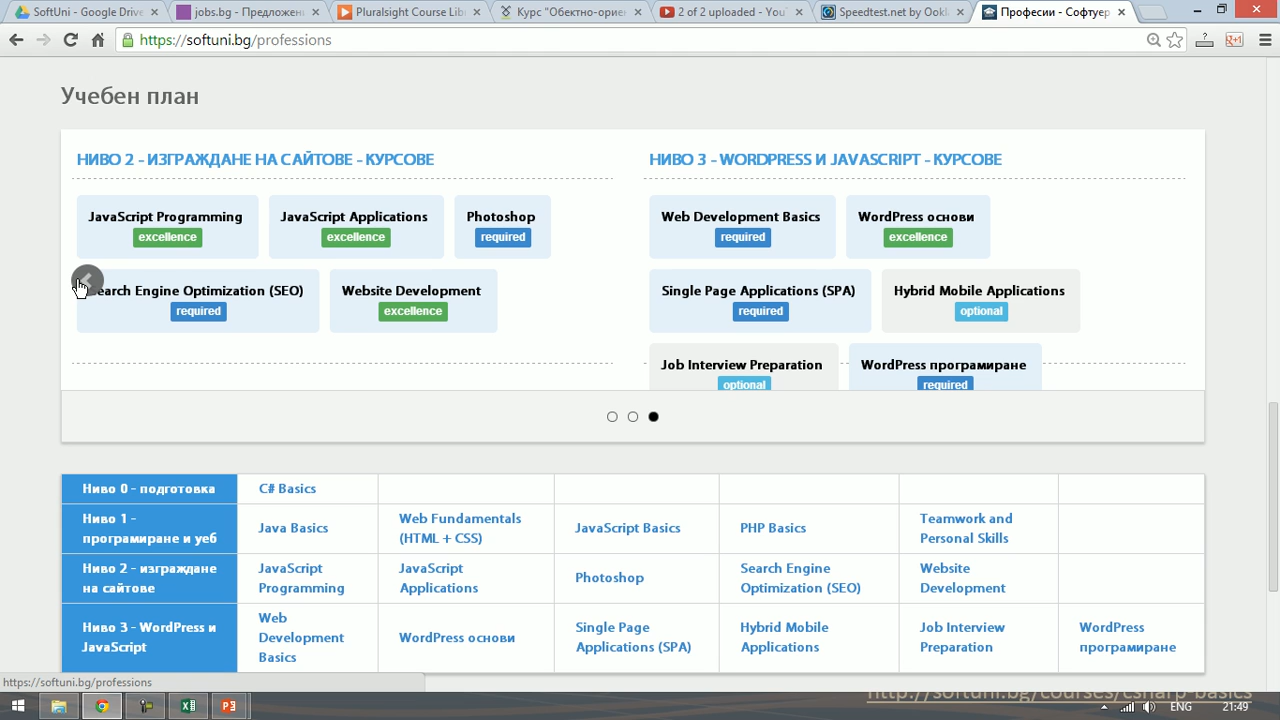 SoftUni - Google Drive
jobs.bg - Предложен
Pluralsight Course Lib
Курс "Обектно-ориен
2 of 2 uploaded - You
Speedtest.net by Ookl
Професии - Софтуер
https://softuni.bg/professions
Учебен план
НИВО 2 - ИЗГРАЖДАНЕ НА САЙТОВЕ - КУРСОВЕ
JavaScript Programming
excellence
JavaScript Applications
excellence
Photoshop
required
Search Engine Optimization (SEO)
required
Website Development
excellence
НИВО 3 - WORDPRESS И JAVASCRIPT - КУРСОВЕ
Web Development Basics
required
WordPress основи
excellence
Single Page Applications (SPA)
required
Hybrid Mobile Applications
optional
Job Interview Preparation
optional
WordPress програмиране
required
Ниво 0 - подготовка
C# Basics
Ниво 1 -
програмиране и уеб
Java Basics
Web Fundamentals
(HTML + CSS)
JavaScript Basics
PHP Basics
Teamwork and
Personal Skills
Ниво 2 - изграждане
на сайтове
JavaScript
Programming
JavaScript
Applications
Photoshop
Search Engine
Optimization (SEO)
Website
Development
Ниво 3 - WordPress и
JavaScript
Web
Development
Basics
WordPress основи
Single Page
Applications (SPA)
Hybrid Mobile
Applications
Job Interview
Preparation
WordPress
програмиране
https://softuni.bg/professions
http://softuni.bg/courses/csharp-basics
ENG
21:49